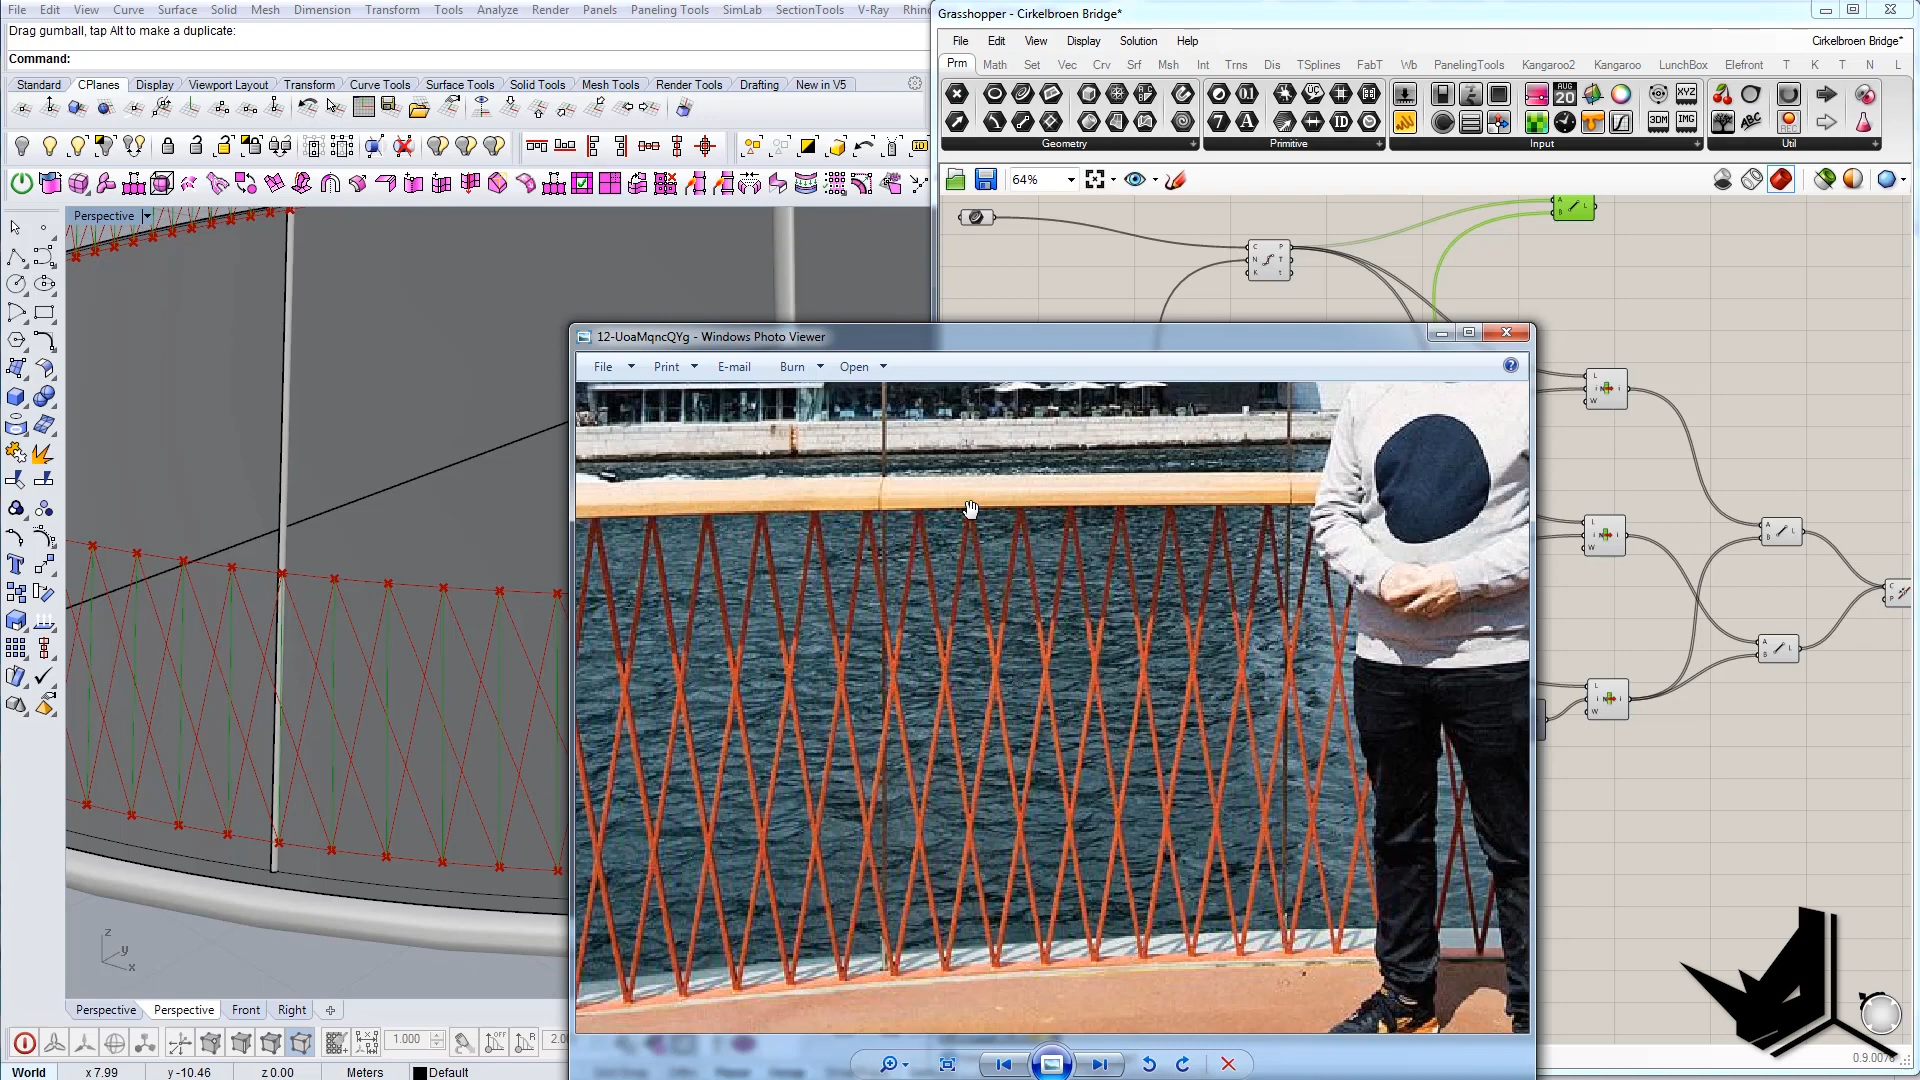 File Edit View Curve Surface Solid Mesh Dimension Transform Tools Analyze Render Panels Paneling Tools SimLab SectionTools V-Ray
Drag gumball, tap Alt to make a duplicate:
Command:
Standard CPlanes Display Viewport Layout Transform Curve Tools Surface Tools Solid Tools Mesh Tools Render Tools Drafting New in V5
Perspective
Grasshopper - Cirkelbroen Bridge*
File Edit View Display Solution Help Cirkelbroen Bridge*
Prm Math Set Vec Crv Srf Msh Int Trns Dis TSplines FabT Wb PanelingTools Kangaroo2 Kangaroo LunchBox Elefront T K T N L
Geometry Primitive Input Util
64%
C P
N T
K t
A L
B
L
i i
W
L
i i
W
L
i i
W
A L
B
A L
B
12-UoaMqncQYg - Windows Photo Viewer
File Print E-mail Burn Open
z
y
x
Perspective Perspective Front Right
1.000
World x 7.99 y -10.46 z 0.00 Meters Default